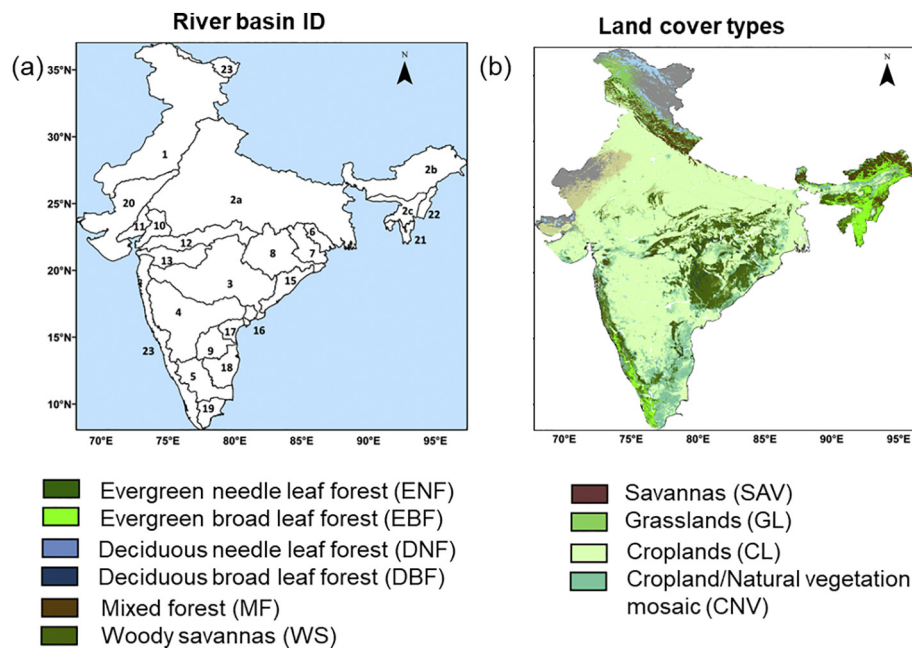 River basin ID
Land cover types
(a)
(b)
N
N
35°N
30°N
25°N
20°N
15°N
10°N
23
1
2b
20
2a
2c
22
11
10
6
21
12
7
13
8
3
15
4
17
16
23
9
18
5
19
70°E
75°E
80°E
85°E
90°E
95°E
70°E
75°E
80°E
85°E
90°E
95°E
Evergreen needle leaf forest (ENF)
Evergreen broad leaf forest (EBF)
Deciduous needle leaf forest (DNF)
Deciduous broad leaf forest (DBF)
Mixed forest (MF)
Woody savannas (WS)
Savannas (SAV)
Grasslands (GL)
Croplands (CL)
Cropland/Natural vegetation
mosaic (CNV)